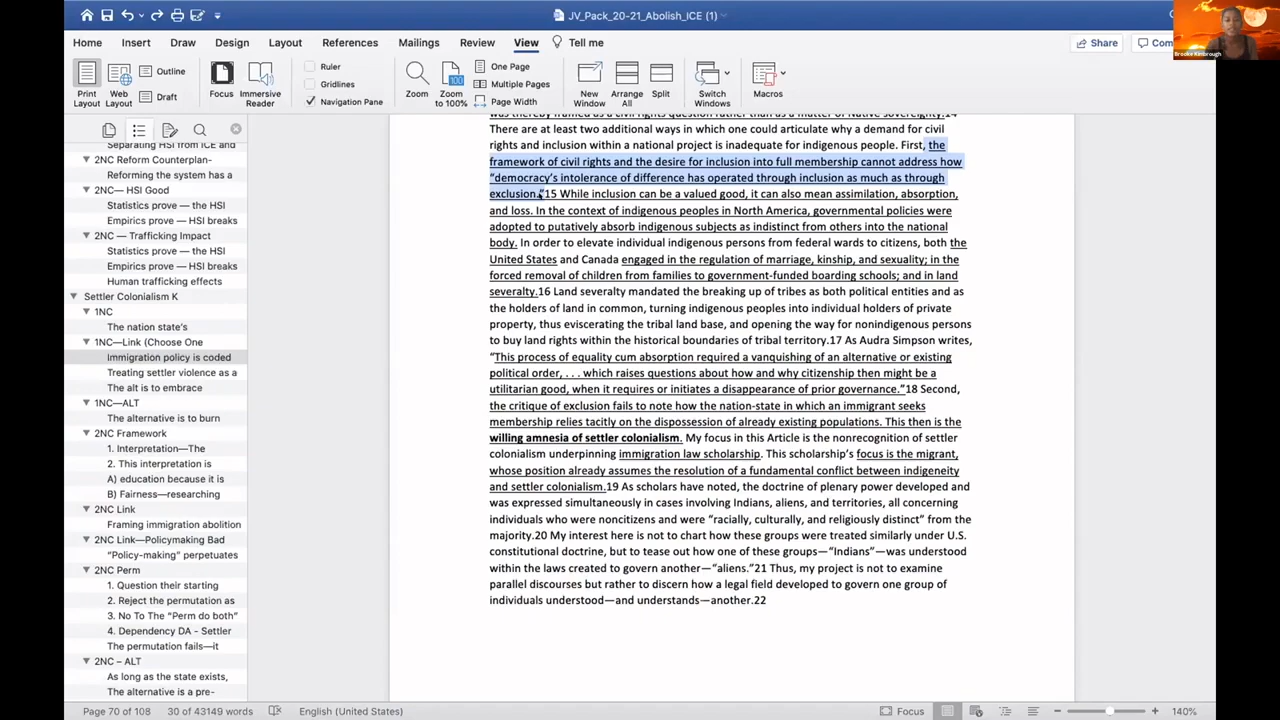 JV_Pack_20-21_Abolish_ICE (1)
Home Insert Draw Design Layout References Mailings Review View Tell me Share Com
Brooke Kimbrough
Print Layout
Web Layout
Outline
Draft
Focus
Immersive Reader
Ruler
Gridlines
Navigation Pane
Zoom
Zoom to 100%
One Page
Multiple Pages
Page Width
New Window
Arrange All
Split
Switch Windows
Macros
Separating HSI from ICE and
2NC Reform Counterplan-
Reforming the system has a
2NC— HSI Good
Statistics prove — the HSI
Empirics prove — HSI breaks
2NC — Trafficking Impact
Statistics prove — the HSI
Empirics prove — HSI breaks
Human trafficking effects
Settler Colonialism K
1NC
The nation state's
1NC—Link (Choose One
Immigration policy is coded
Treating settler violence as a
The alt is to embrace
1NC—ALT
The alternative is to burn
2NC Framework
1. Interpretation—The
2. This interpretation is
A) education because it is
B) Fairness—researching
2NC Link
Framing immigration abolition
2NC Link—Policymaking Bad
“Policy-making” perpetuates
2NC Perm
1. Question their starting
2. Reject the permutation as
3. No To The “Perm do both”
4. Dependency DA - Settler
The permutation fails—it
2NC – ALT
As long as the state exists,
The alternative is a pre-
was thereby framed as a civil rights question rather than as a matter of Native sovereignty.14
There are at least two additional ways in which one could articulate why a demand for civil
rights and inclusion within a national project is inadequate for indigenous people. First, the
framework of civil rights and the desire for inclusion into full membership cannot address how
“democracy’s intolerance of difference has operated through inclusion as much as through
exclusion.”15 While inclusion can be a valued good, it can also mean assimilation, absorption,
and loss. In the context of indigenous peoples in North America, governmental policies were
adopted to putatively absorb indigenous subjects as indistinct from others into the national
body. In order to elevate individual indigenous persons from federal wards to citizens, both the
United States and Canada engaged in the regulation of marriage, kinship, and sexuality; in the
forced removal of children from families to government-funded boarding schools; and in land
severalty.16 Land severalty mandated the breaking up of tribes as both political entities and as
the holders of land in common, turning indigenous peoples into individual holders of private
property, thus eviscerating the tribal land base, and opening the way for nonindigenous persons
to buy land rights within the historical boundaries of tribal territory.17 As Audra Simpson writes,
“This process of equality cum absorption required a vanquishing of an alternative or existing
political order, . . . which raises questions about how and why citizenship then might be a
utilitarian good, when it requires or initiates a disappearance of prior governance.”18 Second,
the critique of exclusion fails to note how the nation-state in which an immigrant seeks
membership relies tacitly on the dispossession of already existing populations. This then is the
willing amnesia of settler colonialism. My focus in this Article is the nonrecognition of settler
colonialism underpinning immigration law scholarship. This scholarship’s focus is the migrant,
whose position already assumes the resolution of a fundamental conflict between indigeneity
and settler colonialism.19 As scholars have noted, the doctrine of plenary power developed and
was expressed simultaneously in cases involving Indians, aliens, and territories, all concerning
individuals who were noncitizens and were “racially, culturally, and religiously distinct” from the
majority.20 My interest here is not to chart how these groups were treated similarly under U.S.
constitutional doctrine, but to tease out how one of these groups—“Indians”—was understood
within the laws created to govern another—“aliens.”21 Thus, my project is not to examine
parallel discourses but rather to discern how a legal field developed to govern one group of
individuals understood—and understands—another.22
Page 70 of 108 30 of 43149 words English (United States) Focus 140%